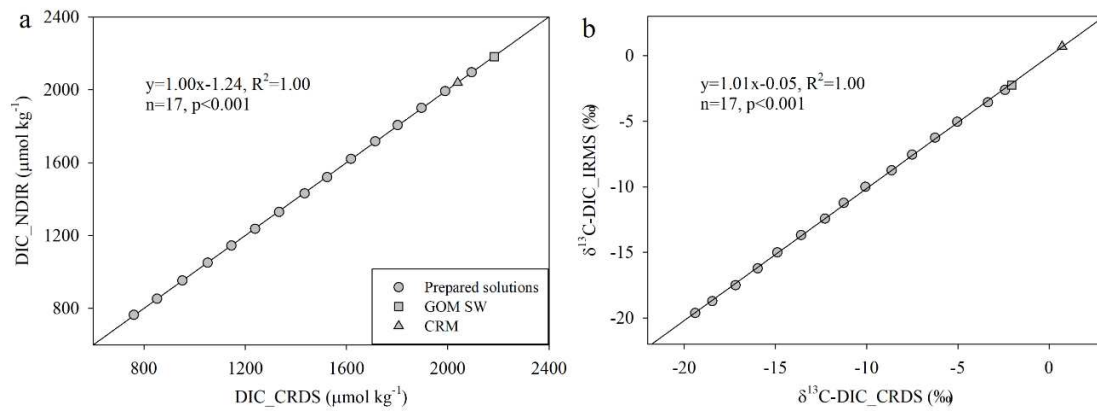 a
2400
2000
1600
1200
800
DIC_NDIR (µmol kg⁻¹)
y=1.00x-1.24, R²=1.00
n=17, p<0.001
Prepared solutions
GOM SW
CRM
800 1200 1600 2000 2400
DIC_CRDS (µmol kg⁻¹)
b
0
-5
-10
-15
-20
δ¹³C-DIC_IRMS (‰)
y=1.01x-0.05, R²=1.00
n=17, p<0.001
-20 -15 -10 -5 0
δ¹³C-DIC_CRDS (‰)